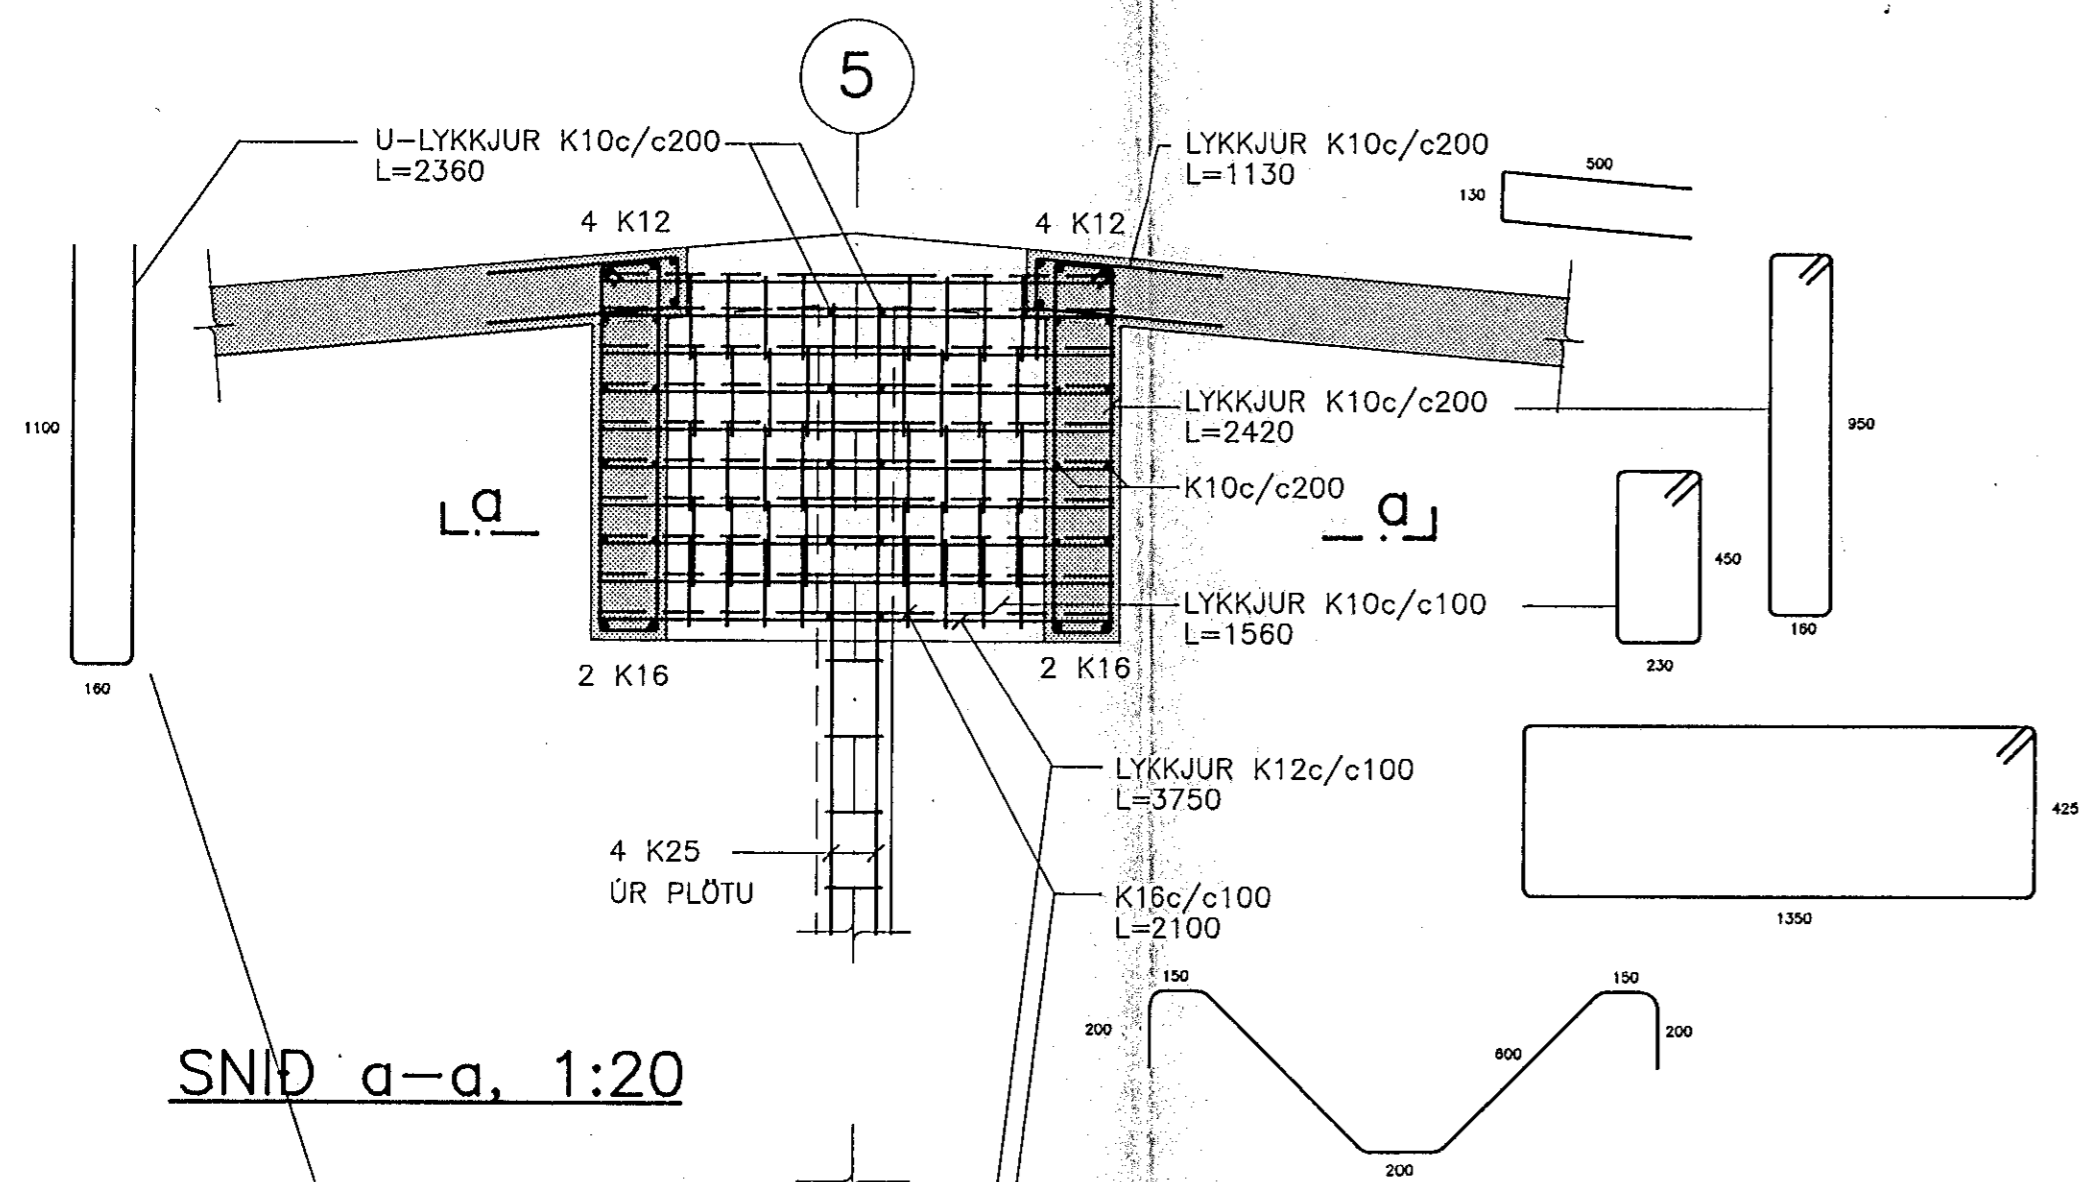 5
U-LYKKJUR K10c/c200
L=2360
LYKKJUR K10c/c200
L=1130
500
130
4 K12
4 K12
1100
160
LYKKJUR K10c/c200
L=2420
950
160
K10c/c200
a
a
450
230
LYKKJUR K10c/c100
L=1560
2 K16
2 K16
LYKKJUR K12c/c100
L=3750
425
1350
4 K25
ÚR PLÖTU
K16c/c100
L=2100
150
150
200
200
600
200
SNIÐ a-a, 1:20